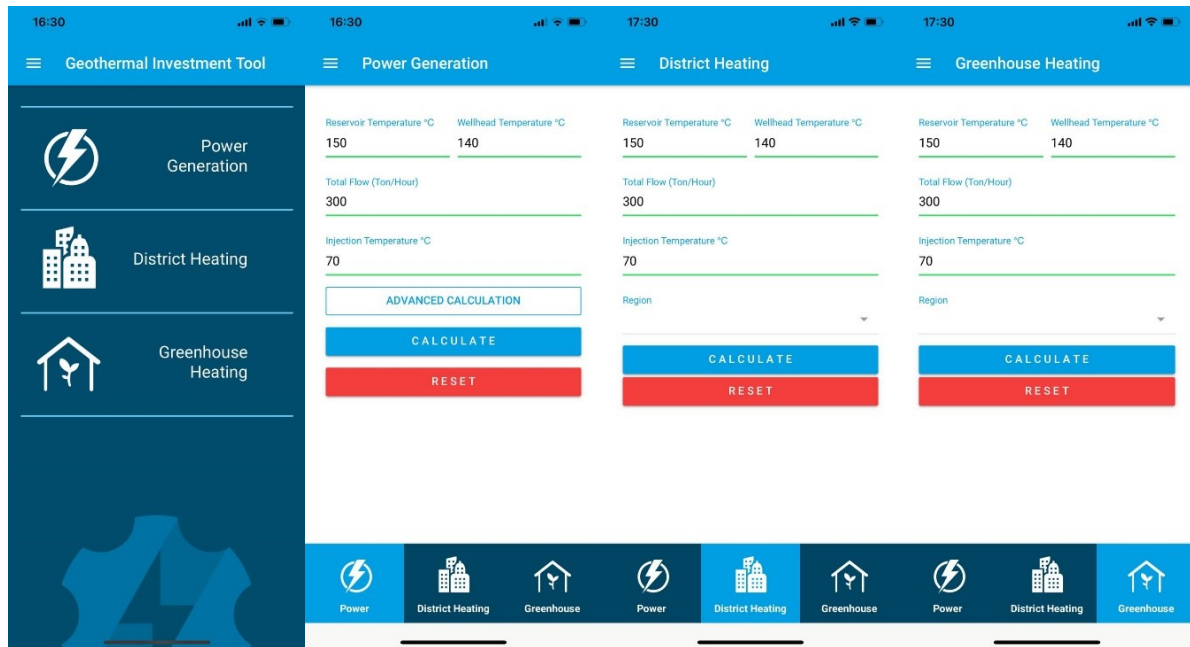 16:30
Geothermal Investment Tool
Power
Generation
District Heating
Greenhouse
Heating
16:30
Power Generation
Reservoir Temperature °C Wellhead Temperature °C
150 140
Total Flow (Ton/Hour)
300
Injection Temperature °C
70
ADVANCED CALCULATION
CALCULATE
RESET
Power District Heating Greenhouse
17:30
District Heating
Reservoir Temperature °C Wellhead Temperature °C
150 140
Total Flow (Ton/Hour)
300
Injection Temperature °C
70
Region
CALCULATE
RESET
Power District Heating Greenhouse
17:30
Greenhouse Heating
Reservoir Temperature °C Wellhead Temperature °C
150 140
Total Flow (Ton/Hour)
300
Injection Temperature °C
70
Region
CALCULATE
RESET
Power District Heating Greenhouse